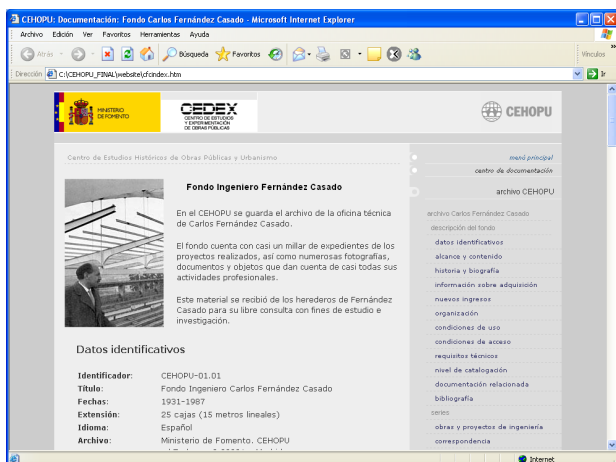 CEHOPU: Documentación: Fondo Carlos Fernández Casado - Microsoft Internet Explorer
Archivo Edición Ver Favoritos Herramientas Ayuda
Atrás Búsqueda Favoritos Vínculos
Dirección C:\CEHOPU_FINAL\website\cfcindex.htm Ir
MINISTERIO
DE FOMENTO
CEDEX
CENTRO DE ESTUDIOS
Y EXPERIMENTACIÓN
DE OBRAS PÚBLICAS
CEHOPU
Centro de Estudios Históricos de Obras Públicas y Urbanismo
Fondo Ingeniero Fernández Casado
En el CEHOPU se guarda el archivo de la oficina técnica
de Carlos Fernández Casado.
El fondo cuenta con casi un millar de expedientes de los
proyectos realizados, así como numerosas fotografías,
documentos y objetos que dan cuenta de casi todas sus
actividades profesionales.
Este material se recibió de los herederos de Fernández
Casado para su libre consulta con fines de estudio e
investigación.
Datos identificativos
Identificador: CEHOPU-01.01
Título: Fondo Ingeniero Carlos Fernández Casado
Fechas: 1931-1987
Extensión: 25 cajas (15 metros lineales)
Idioma: Español
Archivo: Ministerio de Fomento. CEHOPU
menú principal
centro de documentación
archivo CEHOPU
archivo Carlos Fernández Casado
descripción del fondo
datos identificativos
alcance y contenido
historia y biografía
información sobre adquisición
nuevos ingresos
organización
condiciones de uso
condiciones de acceso
requisitos técnicos
nivel de catalogación
documentación relacionada
bibliografía
series
obras y proyectos de ingeniería
correspondencia
Internet